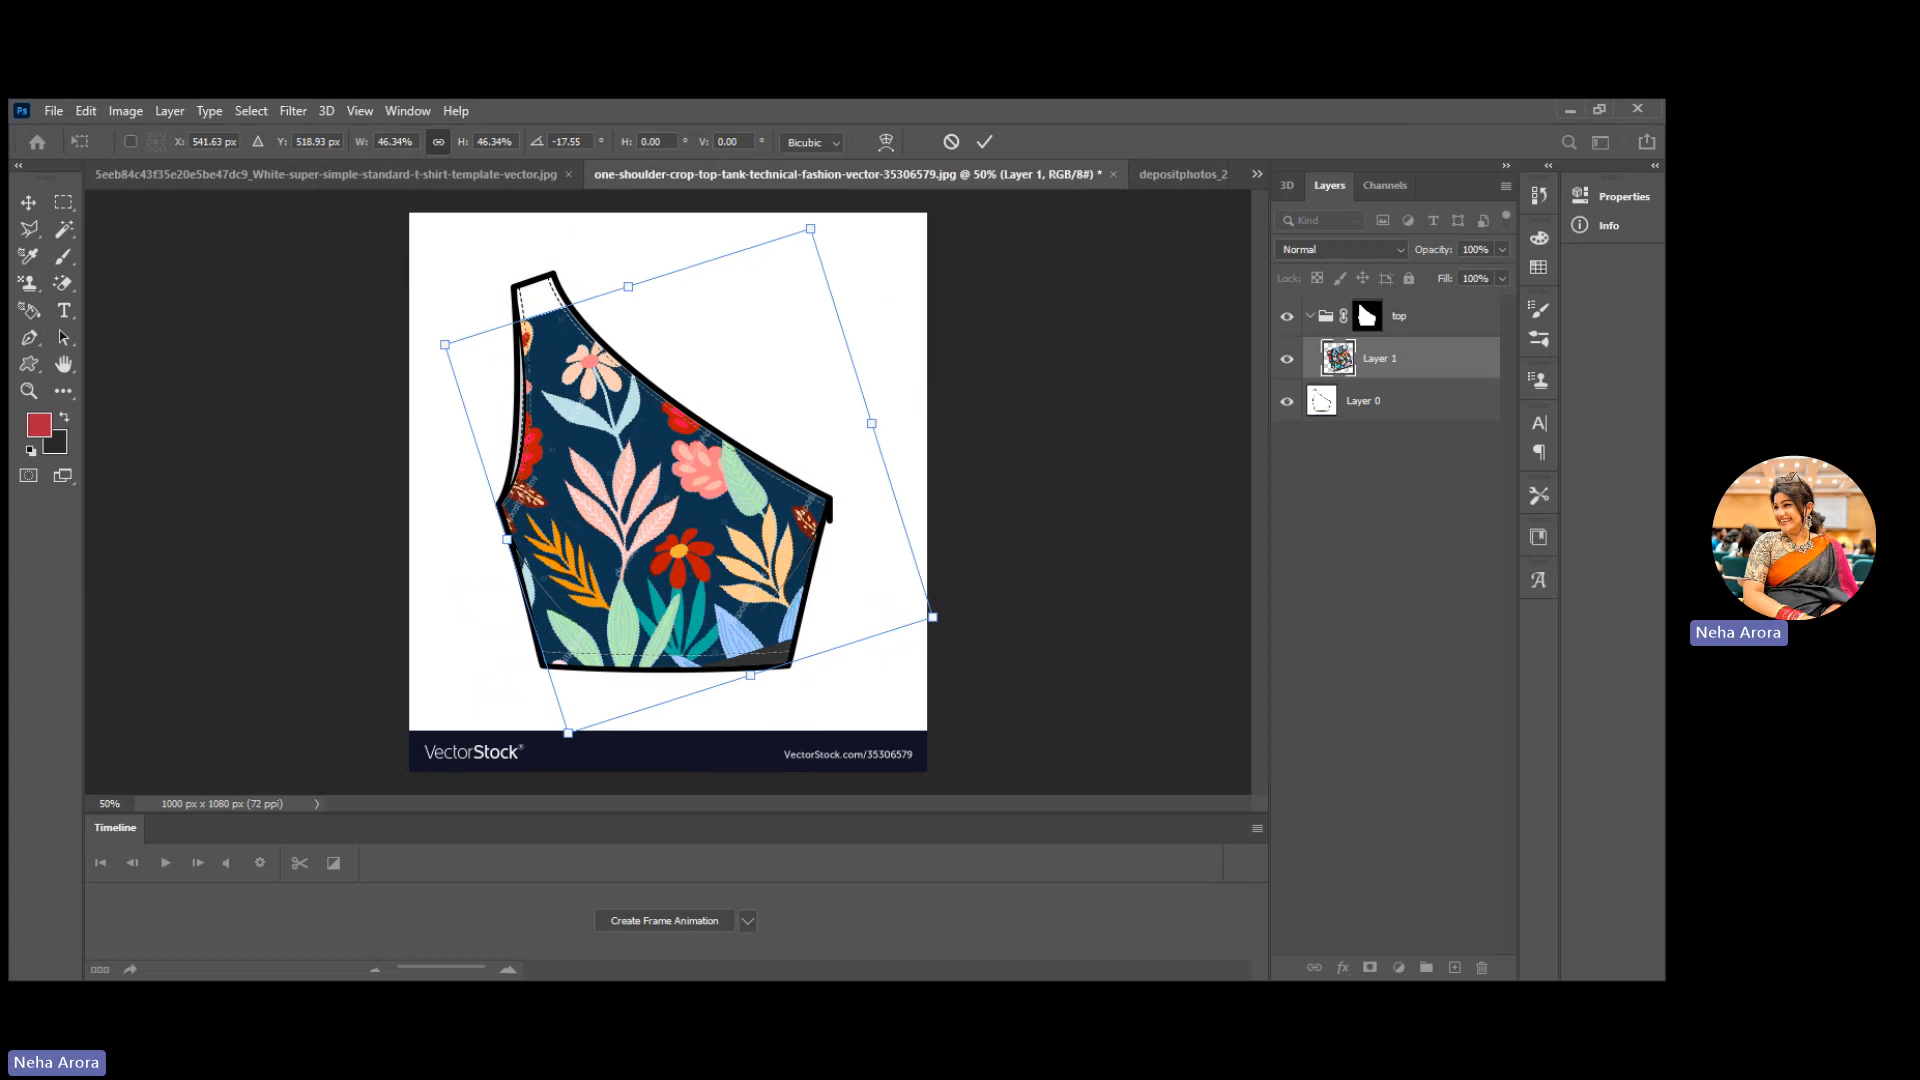 Ps File Edit Image Layer Type Select Filter 3D View Window Help
X: 541.63 px Y: 518.93 px W: 46.34% H: 46.34% -17.55 ° H: 0.00 ° V: 0.00 ° Bicubic
5eeb84c43f35e20e5be47dc9_White-super-simple-standard-t-shirt-template-vector.jpg × one-shoulder-crop-top-tank-technical-fashion-vector-35306579.jpg @ 50% (Layer 1, RGB/8#) * × depositphotos_2
3D Layers Channels
Properties
Info
Kind
Normal Opacity: 100%
Lock: Fill: 100%
top
Layer 1
Layer 0
VectorStock®
VectorStock.com/35306579
50% 1000 px x 1080 px (72 ppi)
Timeline
Create Frame Animation
Neha Arora
Neha Arora